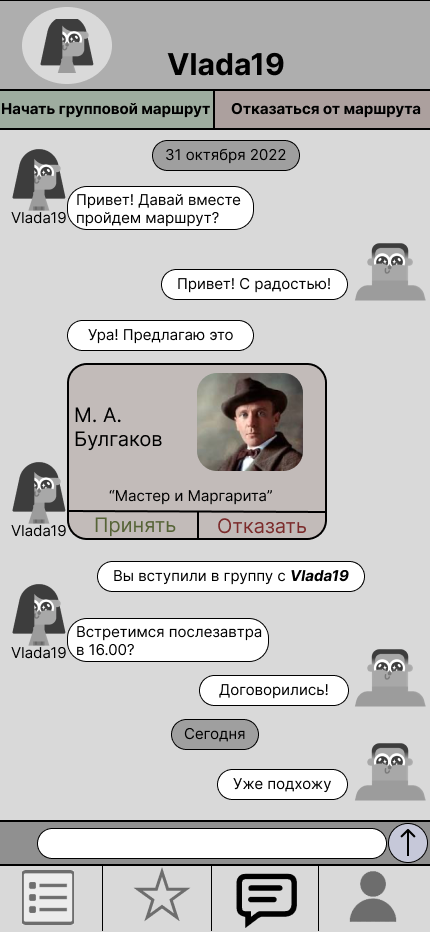 Vlada19
Начать групповой маршрут
Отказаться от маршрута
31 октября 2022
Привет! Давай вместе
пройдем маршрут?
Vlada19
Привет! С радостью!
Ура! Предлагаю это
М. А.
Булгаков
“Мастер и Маргарита”
Принять
Отказать
Vlada19
Вы вступили в группу с Vlada19
Встретимся послезавтра
в 16.00?
Vlada19
Договорились!
Сегодня
Уже подхожу